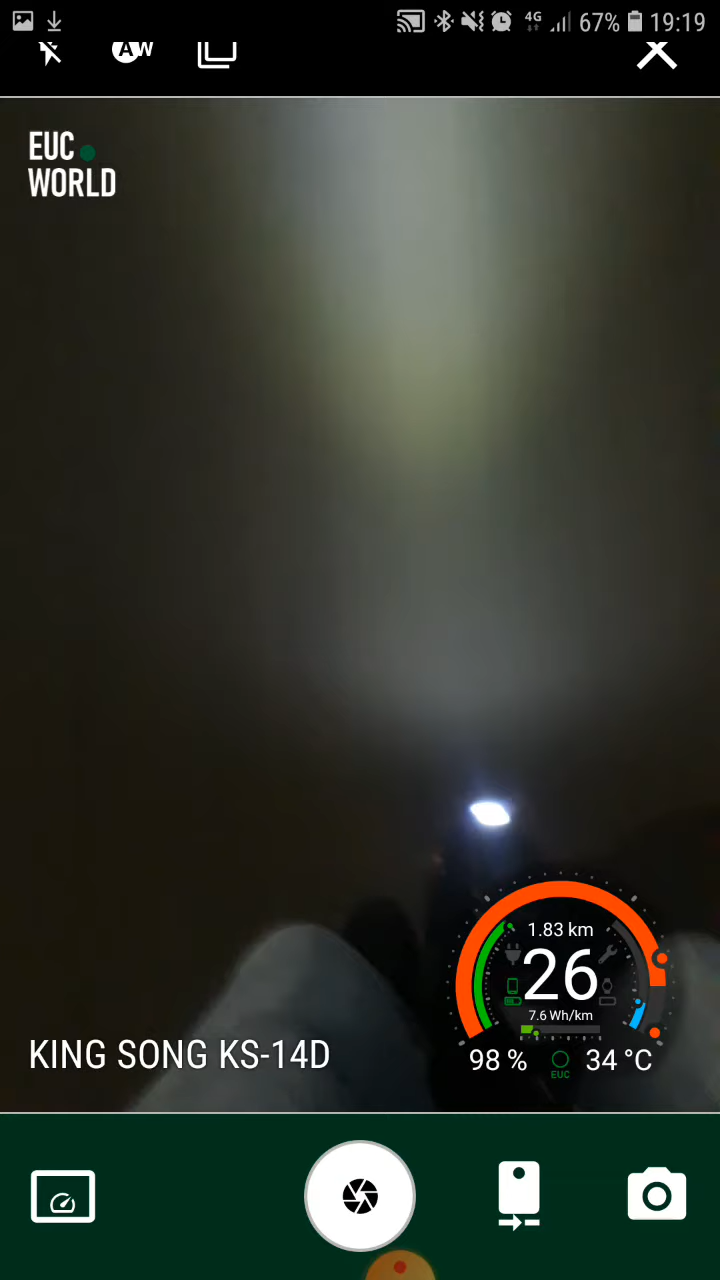 4G 67% 19:19
AW
EUC
WORLD
1.83 km
26
7.6 Wh/km
98 % EUC 34 °C
KING SONG KS-14D